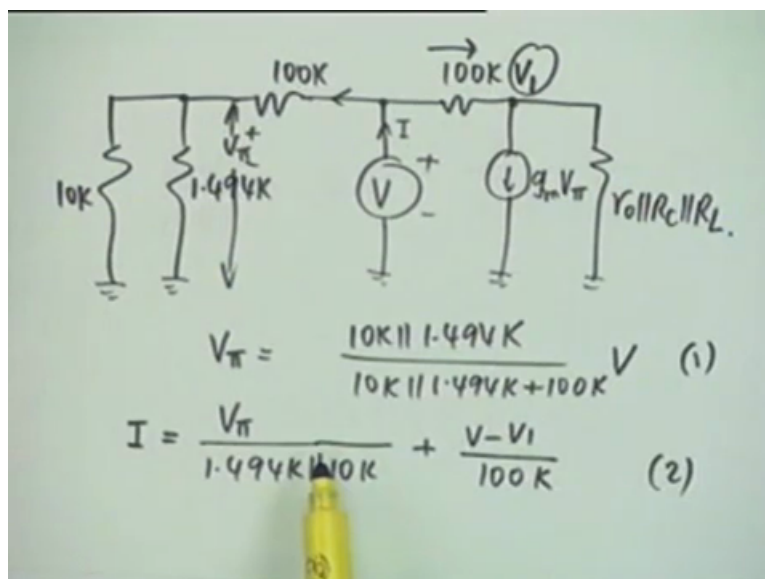 100K 100K V1
I
+
Vπ +
10K 1.494K V gmVπ ro||RC||RL.
-
Vπ = 10K || 1.494K / 10K || 1.494K + 100K V (1)
I = Vπ / 1.494K || 10K + V - V1 / 100K (2)